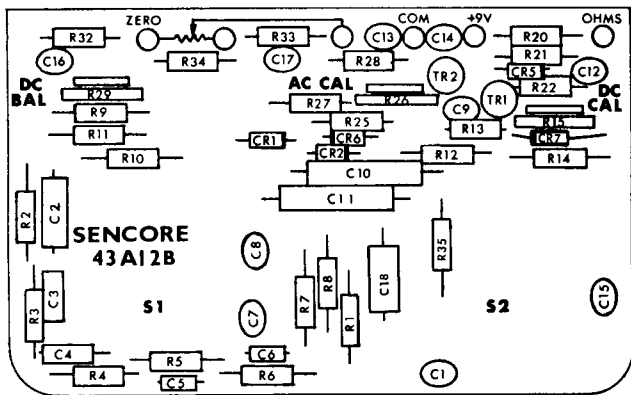 ZERO COM +9V OHMS
R32 R33 C13 C14 R20
C16 R34 C17 R28 R21
DC BAL AC CAL TR2 CR5 C12
R29 R26 R22 DC CAL
R9 R27 C9 TR1 R15
R11 R25 R13
CR1 CR6 CR7
R10 CR2 R12 R14
C10
C11
R2 C2
SENCORE
43A12B
C8 R35
C3 R8 C18
R3 S1 R7 R1 S2 C15
C7
C4 R5 C6
R4 C5 R6 C1